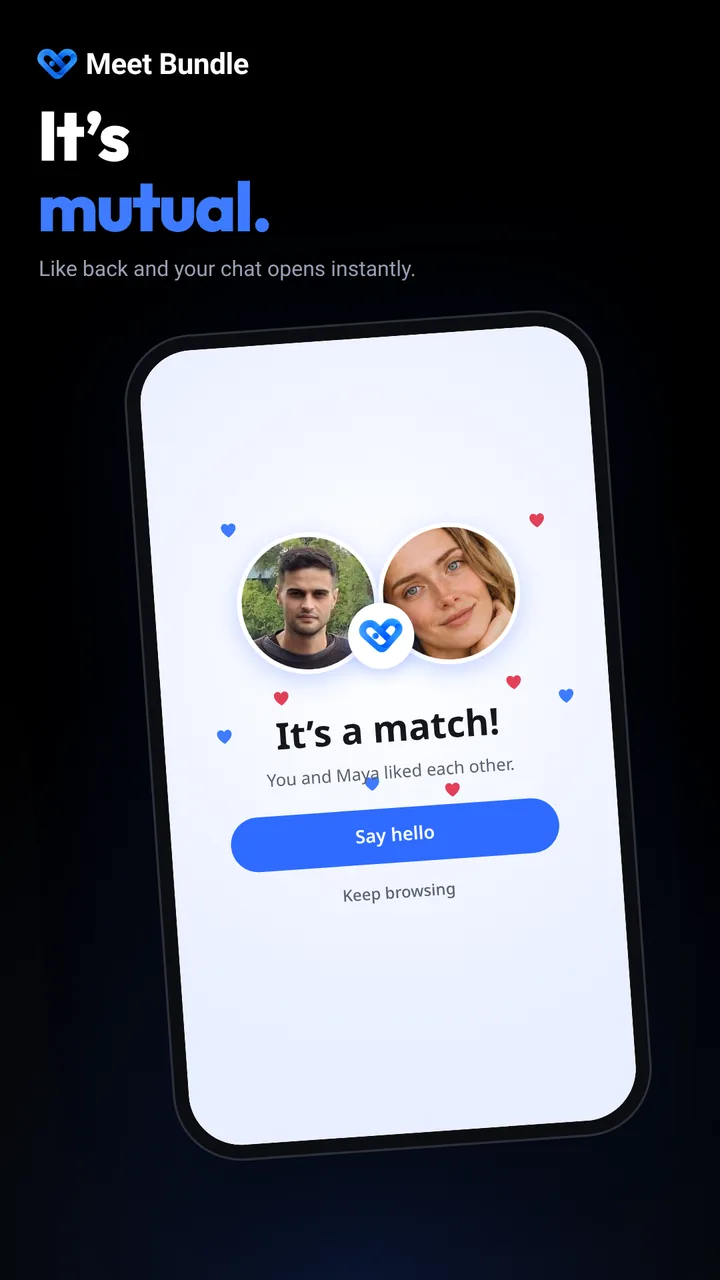 Meet Bundle
It’s
mutual.
Like back and your chat opens instantly.
It’s a match!
You and Maya liked each other.
Say hello
Keep browsing